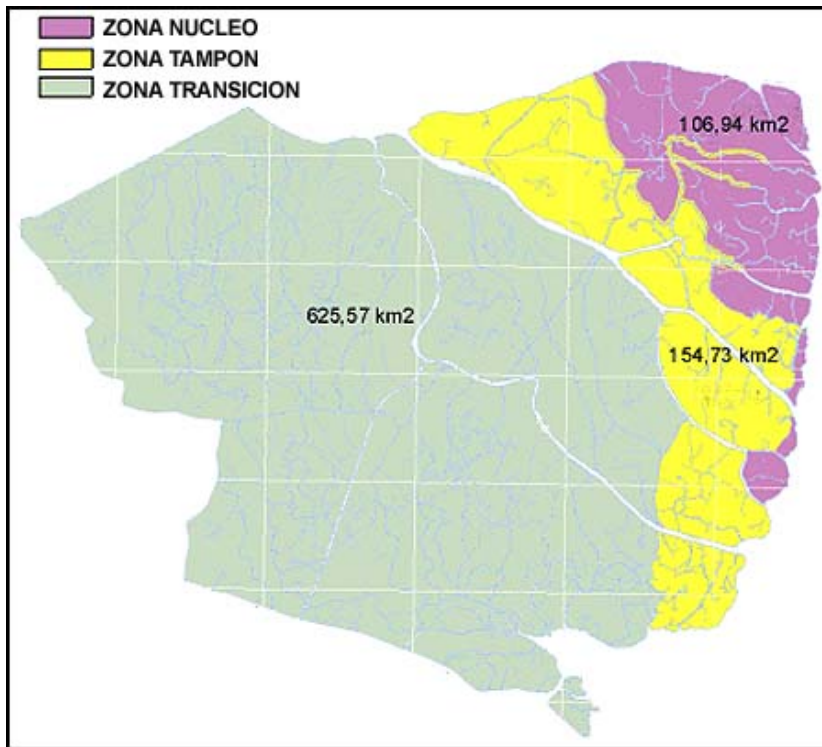 ZONA NUCLEO
ZONA TAMPON
ZONA TRANSICION
106,94 km2
625,57 km2
154,73 km2